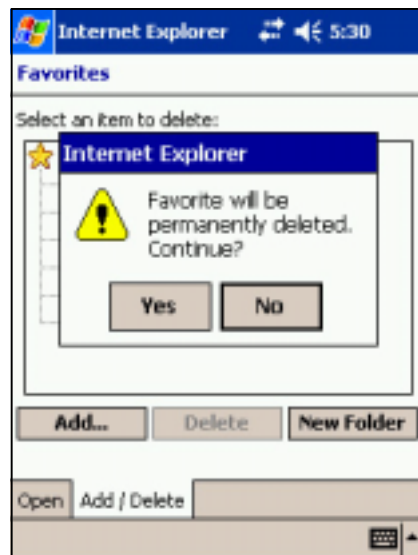 Internet Explorer 5:30
Favorites
Select an item to delete:
Internet Explorer
Favorite will be
permanently deleted.
Continue?
Yes No
Add... Delete New Folder
Open Add / Delete